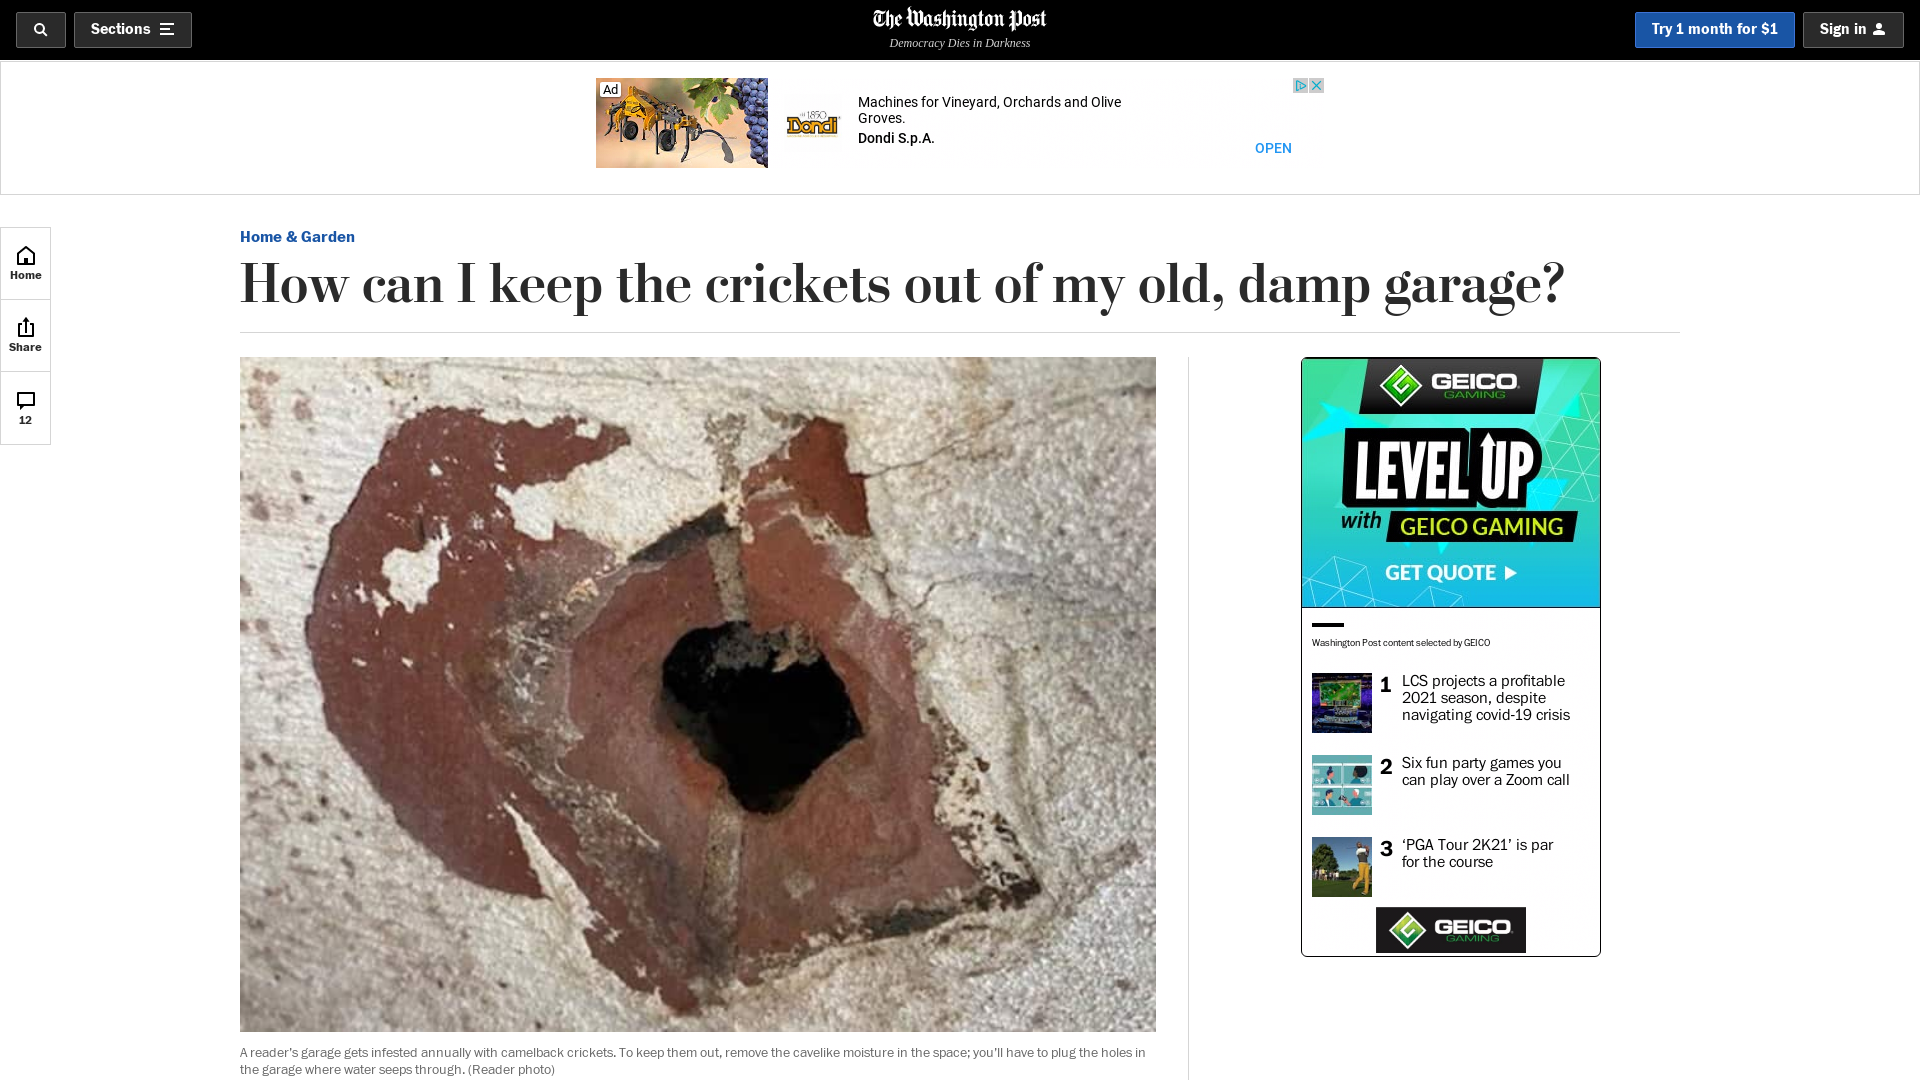 Sections
The Washington Post
Democracy Dies in Darkness
Try 1 month for $1
Sign in
Ad
1850
Dondi
Machines for Vineyard, Orchards and Olive
Groves.
Dondi S.p.A.
OPEN
Home
Share
12
Home & Garden
How can I keep the crickets out of my old, damp garage?
A reader's garage gets infested annually with camelback crickets. To keep them out, remove the cavelike moisture in the space; you'll have to plug the holes in
the garage where water seeps through. (Reader photo)
GEICO
GAMING
LEVEL UP
with GEICO GAMING
GET QUOTE
Washington Post content selected by GEICO
1 LCS projects a profitable
2021 season, despite
navigating covid-19 crisis
2 Six fun party games you
can play over a Zoom call
3 ‘PGA Tour 2K21’ is par
for the course
GEICO
GAMING